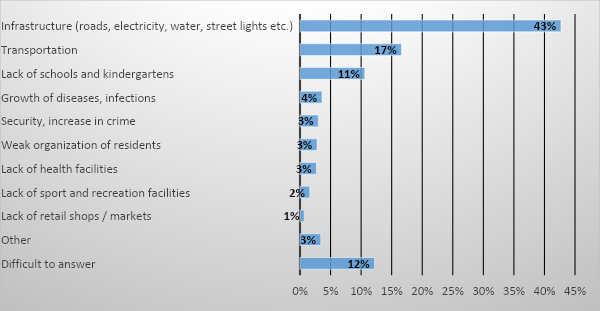 Infrastructure (roads, electricity, water, street lights etc.) 43%
Transportation 17%
Lack of schools and kindergartens 11%
Growth of diseases, infections 4%
Security, increase in crime 3%
Weak organization of residents 3%
Lack of health facilities 3%
Lack of sport and recreation facilities 2%
Lack of retail shops / markets 1%
Other 3%
Difficult to answer 12%
0% 5% 10% 15% 20% 25% 30% 35% 40% 45%